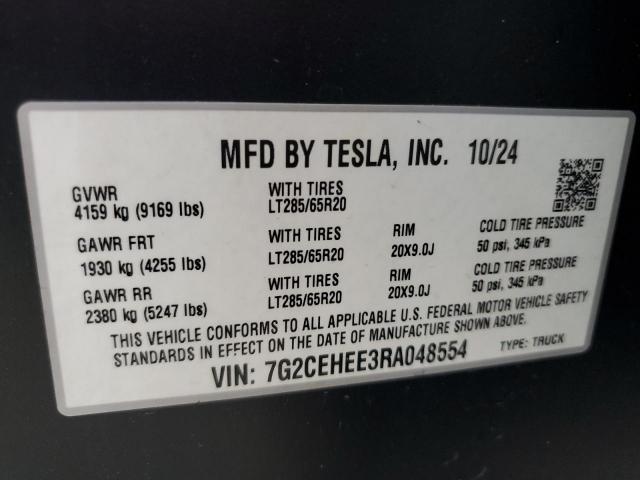 MFD BY TESLA, INC. 10/24
GVWR
4159 kg (9169 lbs)
WITH TIRES
LT285/65R20
GAWR FRT
1930 kg (4255 lbs)
WITH TIRES
LT285/65R20
RIM
20X9.0J
COLD TIRE PRESSURE
50 psi, 345 kPa
GAWR RR
2380 kg (5247 lbs)
WITH TIRES
LT285/65R20
RIM
20X9.0J
COLD TIRE PRESSURE
50 psi, 345 kPa
THIS VEHICLE CONFORMS TO ALL APPLICABLE U.S. FEDERAL MOTOR VEHICLE SAFETY
STANDARDS IN EFFECT ON THE DATE OF MANUFACTURE SHOWN ABOVE.
VIN: 7G2CEHEE3RA048554 TYPE: TRUCK